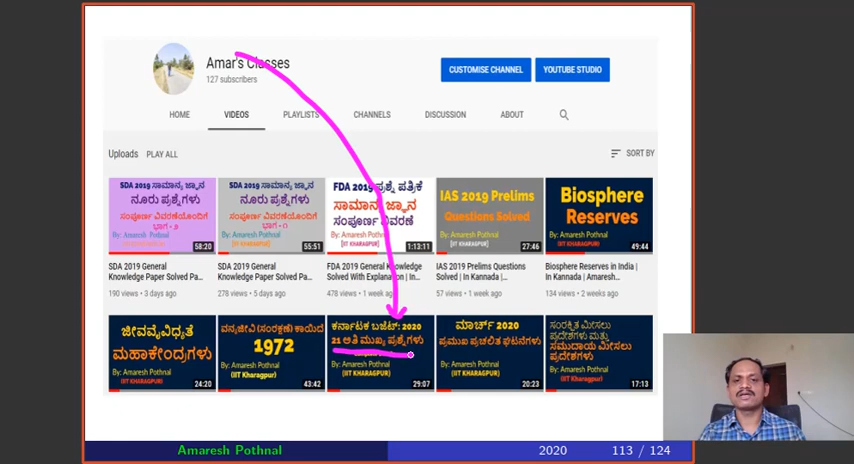 Amar's Classes
127 subscribers
CUSTOMISE CHANNEL
YOUTUBE STUDIO
HOME
VIDEOS
PLAYLISTS
CHANNELS
DISCUSSION
ABOUT
Uploads
PLAY ALL
SORT BY
SDA 2019 ಸಾಮಾನ್ಯ ಜ್ಞಾನ
ನೂರು ಪ್ರಶ್ನೆಗಳು
ಸಂಪೂರ್ಣ ವಿವರಣೆಯೊಂದಿಗೆ
ಭಾಗ-೨
By: Amaresh Pothnal
58:20
SDA 2019 General
Knowledge Paper Solved Pa...
190 views • 3 days ago
SDA 2019 ಸಾಮಾನ್ಯ ಜ್ಞಾನ
ನೂರು ಪ್ರಶ್ನೆಗಳು
ಸಂಪೂರ್ಣ ವಿವರಣೆಯೊಂದಿಗೆ
ಭಾಗ-೧
By: Amaresh Pothnal
(IIT KHARAGPUR)
55:51
SDA 2019 General
Knowledge Paper Solved Pa...
278 views • 5 days ago
FDA 2019 ಪ್ರಶ್ನೆ ಪತ್ರಿಕೆ
ಸಾಮಾನ್ಯ ಜ್ಞಾನ
ಸಂಪೂರ್ಣ ವಿವರಣೆ
By: Amaresh Pothnal
(IIT KHARAGPUR)
1:13:11
FDA 2019 General Knowledge
Solved With Explanation | In
478 views • 1 week ago
IAS 2019 Prelims
Questions Solved
By: Amaresh Pothnal
(IIT KHARAGPUR)
27:46
IAS 2019 Prelims Questions
Solved | In Kannada |
57 views • 1 week ago
Biosphere
Reserves
By: Amaresh Pothnal
(IIT KHARAGPUR)
49:44
Biosphere Reserves in India |
In Kannada | Amaresh...
134 views • 2 weeks ago
ಜೀವವೈವಿಧ್ಯತೆ
ಮಹಾಕೇಂದ್ರಗಳು
By: Amaresh Pothnal
(IIT KHARAGPUR)
24:20
ವನ್ಯಜೀವಿ (ಸಂರಕ್ಷಣೆ) ಕಾಯಿದೆ
1972
By: Amaresh Pothnal
(IIT Kharagpur)
43:42
ಕರ್ನಾಟಕ ಬಜೆಟ್: 2020
21 ಅತಿ ಮುಖ್ಯ ಪ್ರಶ್ನೆಗಳು
By: Amaresh Pothnal
(IIT KHARAGPUR)
29:07
ಮಾರ್ಚ್ 2020
ಪ್ರಮುಖ ಪ್ರಚಲಿತ ಘಟನೆಗಳು
By: Amaresh Pothnal
(IIT KHARAGPUR)
20:23
ಸಂರಕ್ಷಿತ ಮೀಸಲು
ಪ್ರದೇಶಗಳು ಮತ್ತು
ಸಮುದಾಯ ಮೀಸಲು
ಪ್ರದೇಶಗಳು
By: Amaresh Pothnal
(IIT Kharagpur)
17:13
Amaresh Pothnal
2020
113 / 124